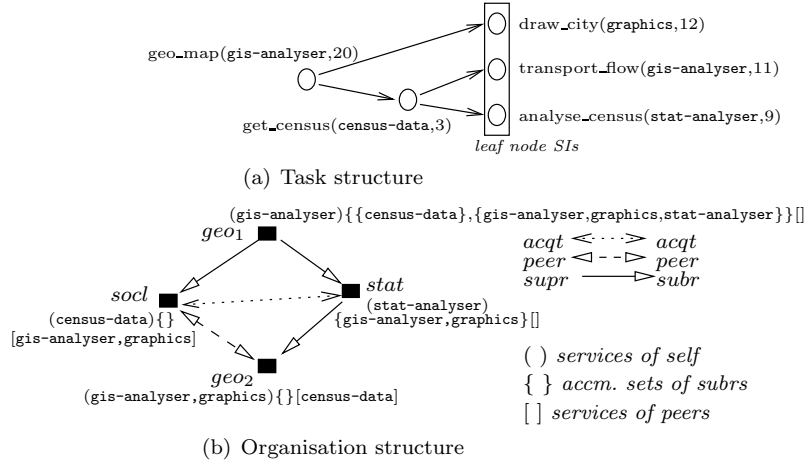 draw_city(graphics,12)
geo_map(gis-analyser,20)
transport_flow(gis-analyser,11)
get_census(census-data,3)
analyse_census(stat-analyser,9)
leaf node SIs
(a) Task structure
(gis-analyser){{census-data},{gis-analyser,graphics,stat-analyser}}[]
geo1
acqt acqt
peer peer
supr subr
socl
stat
(census-data){}
[gis-analyser,graphics]
(stat-analyser)
{gis-analyser,graphics}[]
geo2
(gis-analyser,graphics){}[census-data]
( ) services of self
{ } accm. sets of subrs
[ ] services of peers
(b) Organisation structure